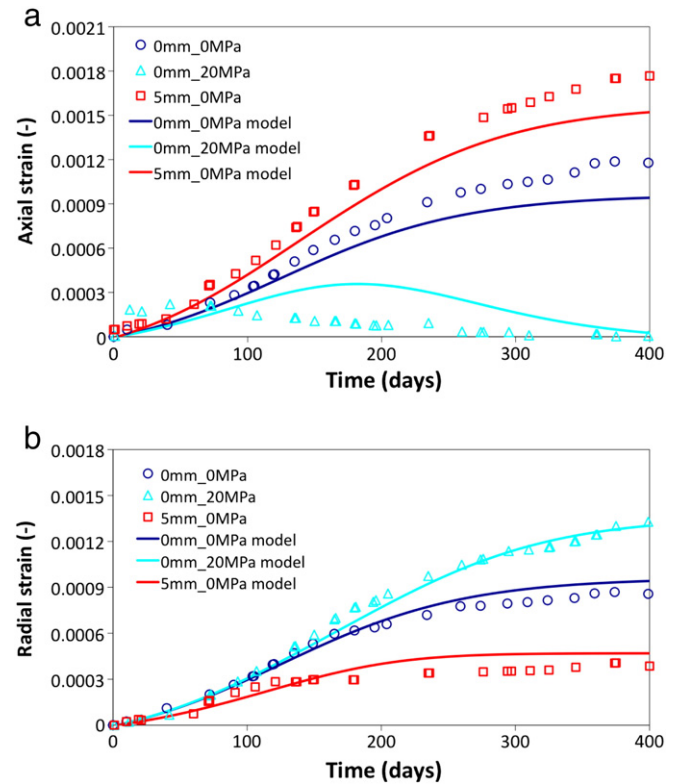 a
0.0021
0.0018
0.0015
0.0012
0.0009
0.0006
0.0003
0
Axial strain (-)
0mm_0MPa
0mm_20MPa
5mm_0MPa
0mm_0MPa model
0mm_20MPa model
5mm_0MPa model
0 100 200 300 400
Time (days)
b
0.0018
0.0015
0.0012
0.0009
0.0006
0.0003
0
Radial strain (-)
0mm_0MPa
0mm_20MPa
5mm_0MPa
0mm_0MPa model
0mm_20MPa model
5mm_0MPa model
0 100 200 300 400
Time (days)